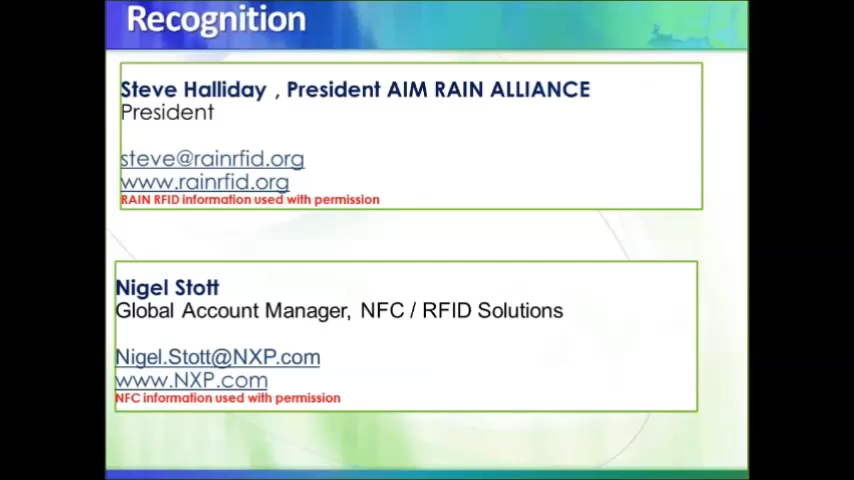 Recognition
Steve Halliday , President AIM RAIN ALLIANCE
President
steve@rainrfid.org
www.rainrfid.org
RAIN RFID information used with permission
Nigel Stott
Global Account Manager, NFC / RFID Solutions
Nigel.Stott@NXP.com
www.NXP.com
NFC information used with permission